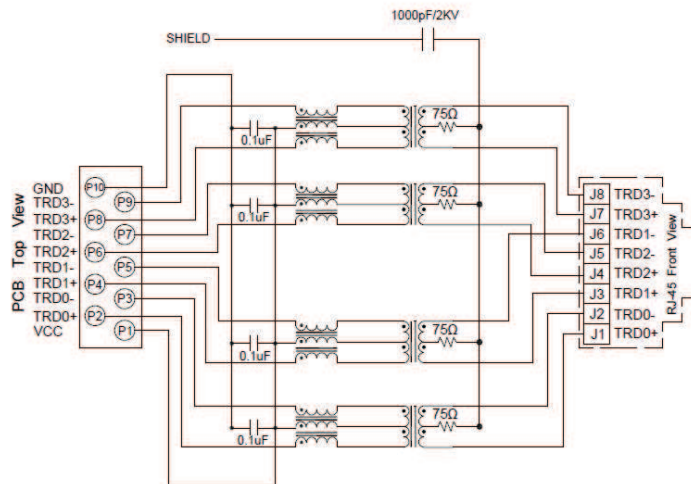 1000pF/2KV
SHIELD
75Ω
0.1uF
75Ω
0.1uF
75Ω
0.1uF
75Ω
0.1uF
PCB Top View
GND
TRD3-
TRD3+
TRD2-
TRD2+
TRD1-
TRD1+
TRD0-
TRD0+
VCC
P10
P9
P8
P7
P6
P5
P4
P3
P2
P1
J8 TRD3-
J7 TRD3+
J6 TRD1-
J5 TRD2-
J4 TRD2+
J3 TRD1+
J2 TRD0-
J1 TRD0+
RJ-45 Front View